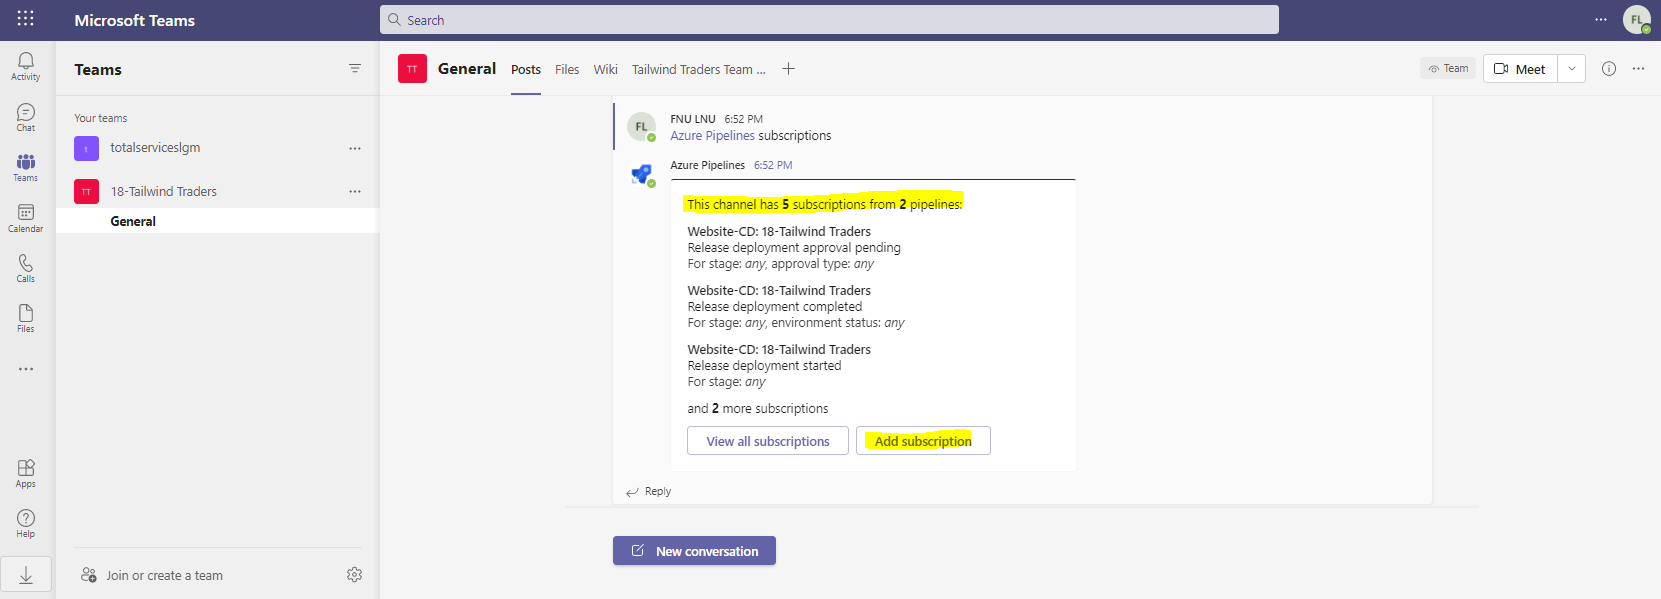 Microsoft Teams
Search
FL
Activity
Chat
Teams
Calendar
Calls
Files
Apps
Help
Teams
Your teams
t
totalserviceslgm
TT
18-Tailwind Traders
General
Join or create a team
TT
General
Posts
Files
Wiki
Tailwind Traders Team ...
Team
Meet
FL
FNU LNU 6:52 PM
Azure Pipelines subscriptions
Azure Pipelines 6:52 PM
This channel has 5 subscriptions from 2 pipelines:
Website-CD: 18-Tailwind Traders
Release deployment approval pending
For stage: any, approval type: any
Website-CD: 18-Tailwind Traders
Release deployment completed
For stage: any, environment status: any
Website-CD: 18-Tailwind Traders
Release deployment started
For stage: any
and 2 more subscriptions
View all subscriptions
Add subscription
Reply
New conversation